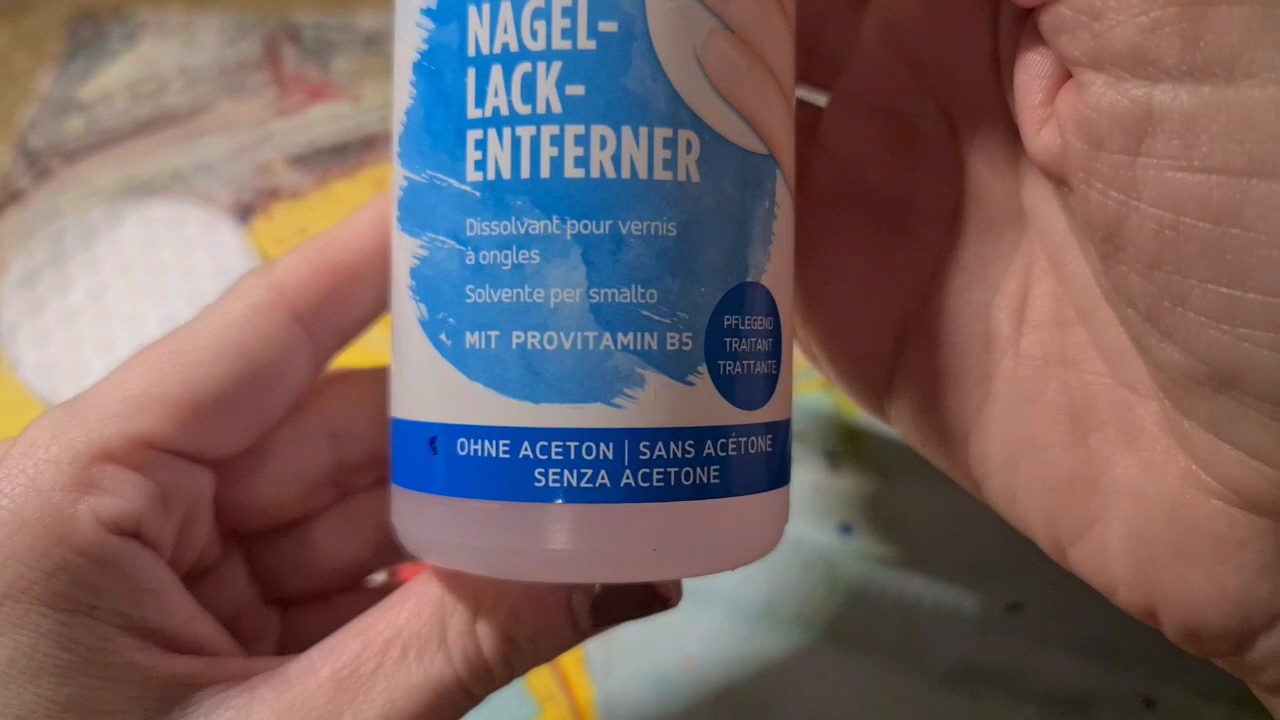 NAGEL-
LACK-
ENTFERNER
Dissolvant pour vernis
à ongles
Solvente per smalto
MIT PROVITAMIN B5
PFLEGEND
TRAITANT
TRATTANTE
OHNE ACETON | SANS ACÉTONE
SENZA ACETONE